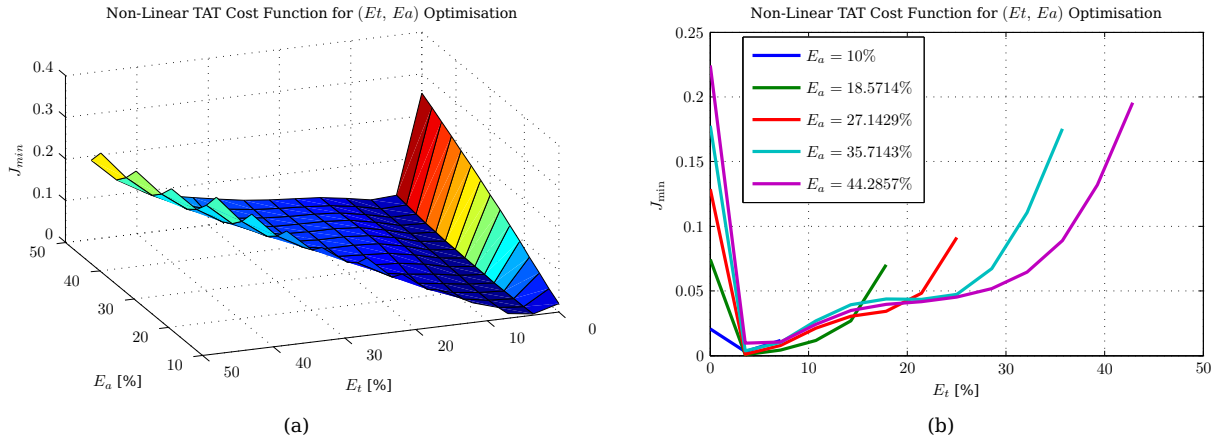 Non-Linear TAT Cost Function for (Et, Ea) Optimisation
0.4
0.3
0.2
0.1
0
J_min
50
40
30
20
10
E_a [%]
50
40
30
20
10
0
E_t [%]
(a)
Non-Linear TAT Cost Function for (Et, Ea) Optimisation
0.25
0.2
0.15
0.1
0.05
0
J_min
E_a = 10%
E_a = 18.5714%
E_a = 27.1429%
E_a = 35.7143%
E_a = 44.2857%
0 10 20 30 40 50
E_t [%]
(b)